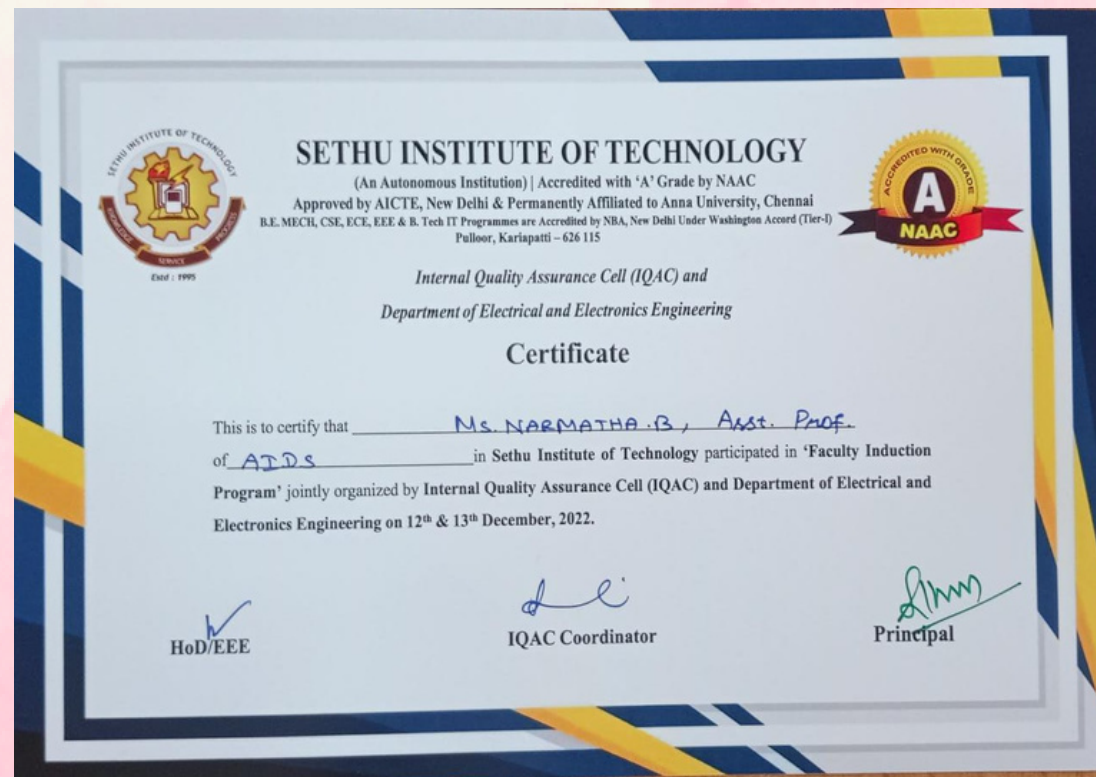 SETHU INSTITUTE OF TECHNOLOGY
KNOWLEDGE
SERVICE
PROGRESS
Estd : 1995
SETHU INSTITUTE OF TECHNOLOGY
(An Autonomous Institution) | Accredited with ‘A’ Grade by NAAC
Approved by AICTE, New Delhi & Permanently Affiliated to Anna University, Chennai
B.E. MECH, CSE, ECE, EEE & B. Tech IT Programmes are Accredited by NBA, New Delhi Under Washington Accord (Tier-I)
Pulloor, Kariapatti – 626 115
ACCREDITED WITH GRADE
A
NAAC
Internal Quality Assurance Cell (IQAC) and
Department of Electrical and Electronics Engineering
Certificate
This is to certify that Ms. NARMATHA .B, Asst. Prof.
of AIDS in Sethu Institute of Technology participated in ‘Faculty Induction
Program’ jointly organized by Internal Quality Assurance Cell (IQAC) and Department of Electrical and
Electronics Engineering on 12th & 13th December, 2022.
HoD/EEE
IQAC Coordinator
Principal